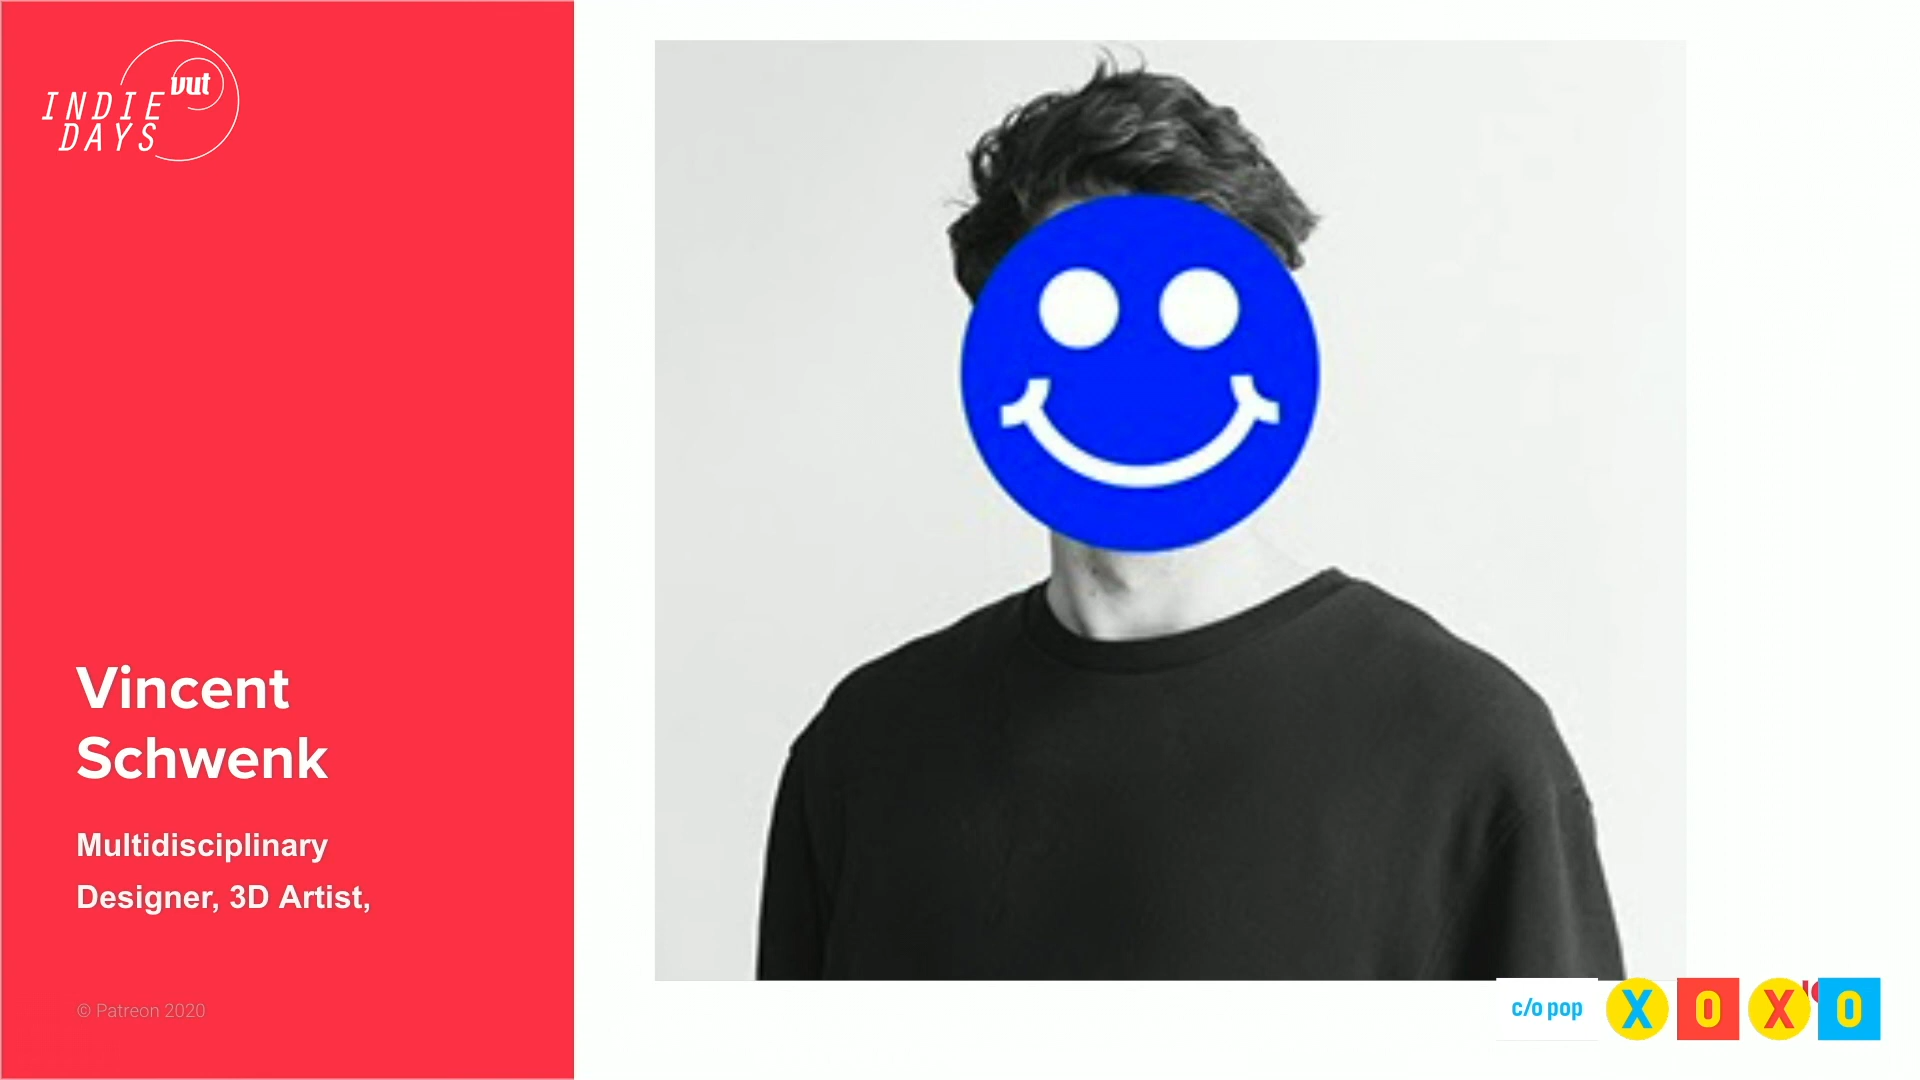 INDIE vut
DAYS
Vincent
Schwenk
Multidisciplinary
Designer, 3D Artist,
© Patreon 2020
c/o pop X O X O